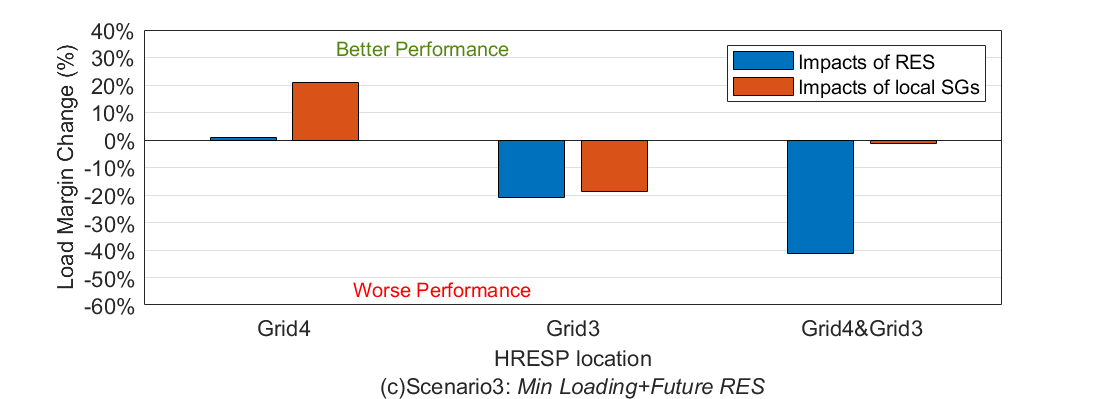 40%
30%
20%
10%
0%
-10%
-20%
-30%
-40%
-50%
-60%
Load Margin Change (%)
Better Performance
Impacts of RES
Impacts of local SGs
Worse Performance
Grid4
Grid3
Grid4&Grid3
HRESP location
(c)Scenario3: Min Loading+Future RES